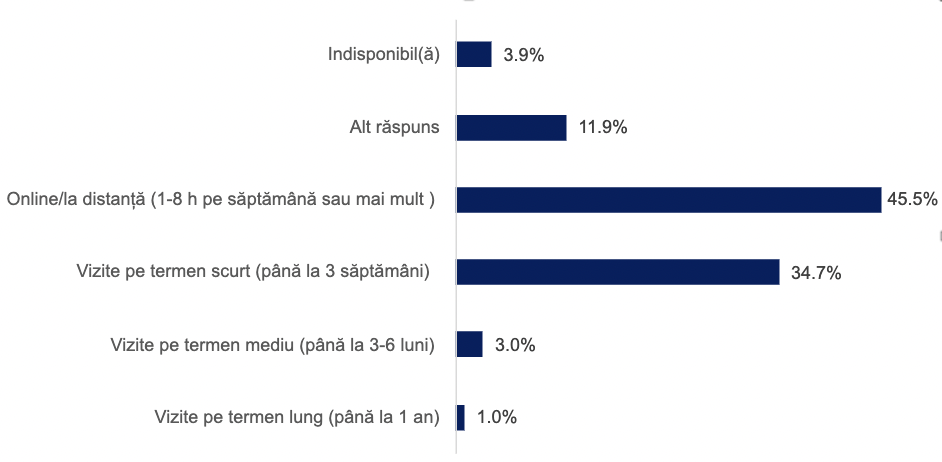 Indisponibil(ă) 3.9%
Alt răspuns 11.9%
Online/la distanță (1-8 h pe săptămână sau mai mult ) 45.5%
Vizite pe termen scurt (până la 3 săptămâni) 34.7%
Vizite pe termen mediu (până la 3-6 luni) 3.0%
Vizite pe termen lung (până la 1 an) 1.0%